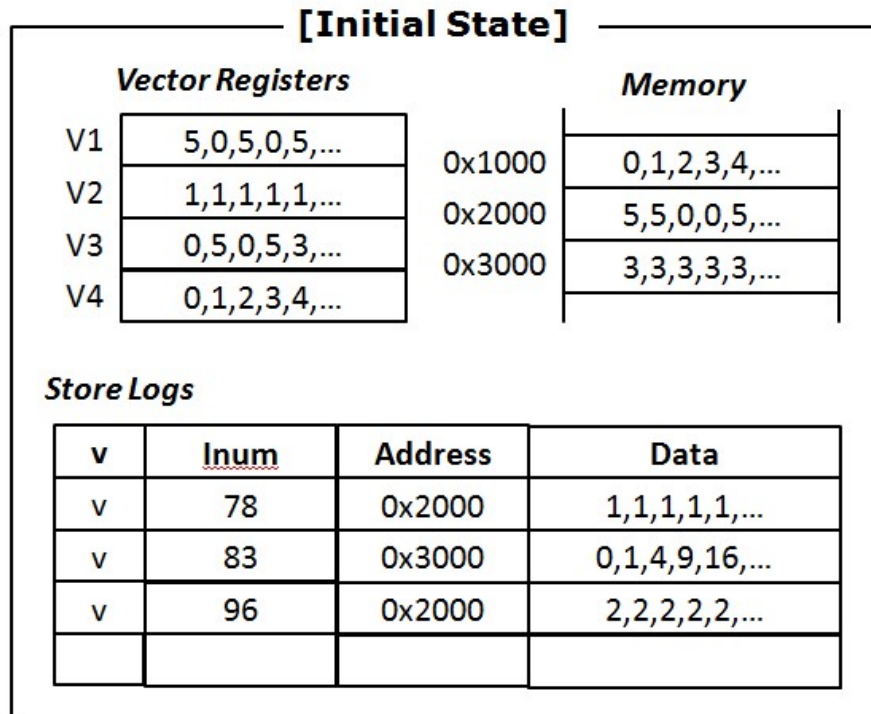 [Initial State]
Vector Registers
Memory
V1 5,0,5,0,5,...
V2 1,1,1,1,1,...
V3 0,5,0,5,3,...
V4 0,1,2,3,4,...
0x1000 0,1,2,3,4,...
0x2000 5,5,0,0,5,...
0x3000 3,3,3,3,3,...
Store Logs
v Inum Address Data
v 78 0x2000 1,1,1,1,1,...
v 83 0x3000 0,1,4,9,16,...
v 96 0x2000 2,2,2,2,2,...